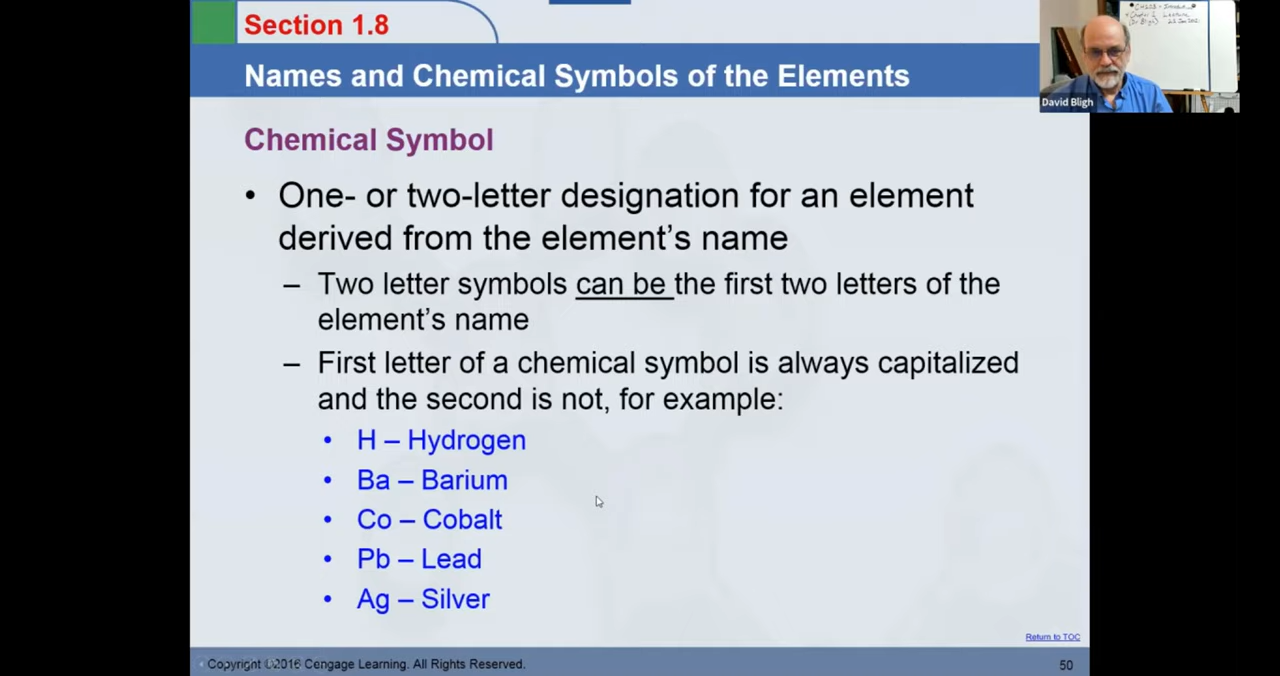 Section 1.8
Names and Chemical Symbols of the Elements
David Bligh
Chemical Symbol
• One- or two-letter designation for an element
derived from the element's name
– Two letter symbols can be the first two letters of the
element's name
– First letter of a chemical symbol is always capitalized
and the second is not, for example:
• H – Hydrogen
• Ba – Barium
• Co – Cobalt
• Pb – Lead
• Ag – Silver
Return to TOC
Copyright ©2016 Cengage Learning. All Rights Reserved.
50